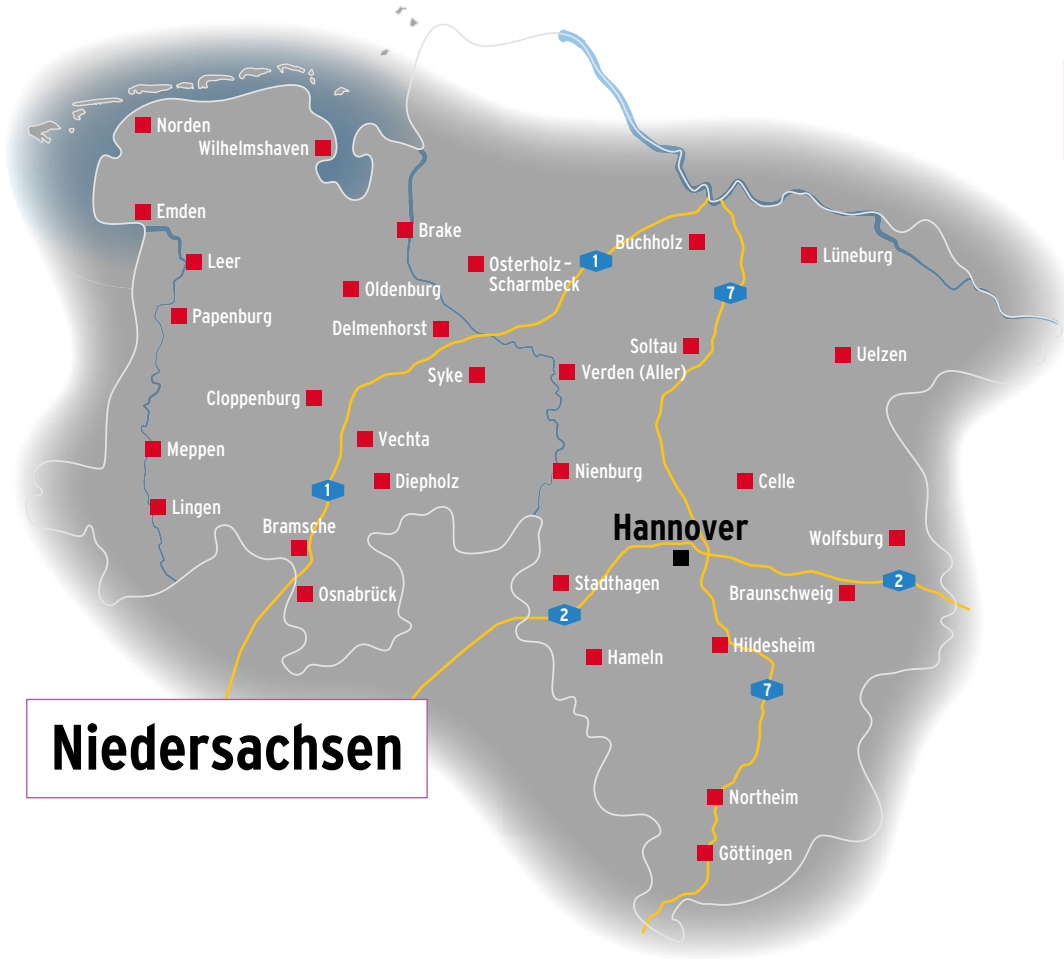 Norden
Wilhelmshaven
Emden
Brake
Buchholz
Leer
Osterholz–
Scharmbeck
1
Lüneburg
Oldenburg
7
Papenburg
Delmenhorst
Soltau
Uelzen
Syke
Verden (Aller)
Cloppenburg
Vechta
Meppen
Diepholz
Nienburg
Celle
1
Lingen
Bramsche
Hannover
Wolfsburg
Stadthagen
2
Osnabrück
Braunschweig
2
Hildesheim
Hameln
7
Niedersachsen
Northeim
Göttingen